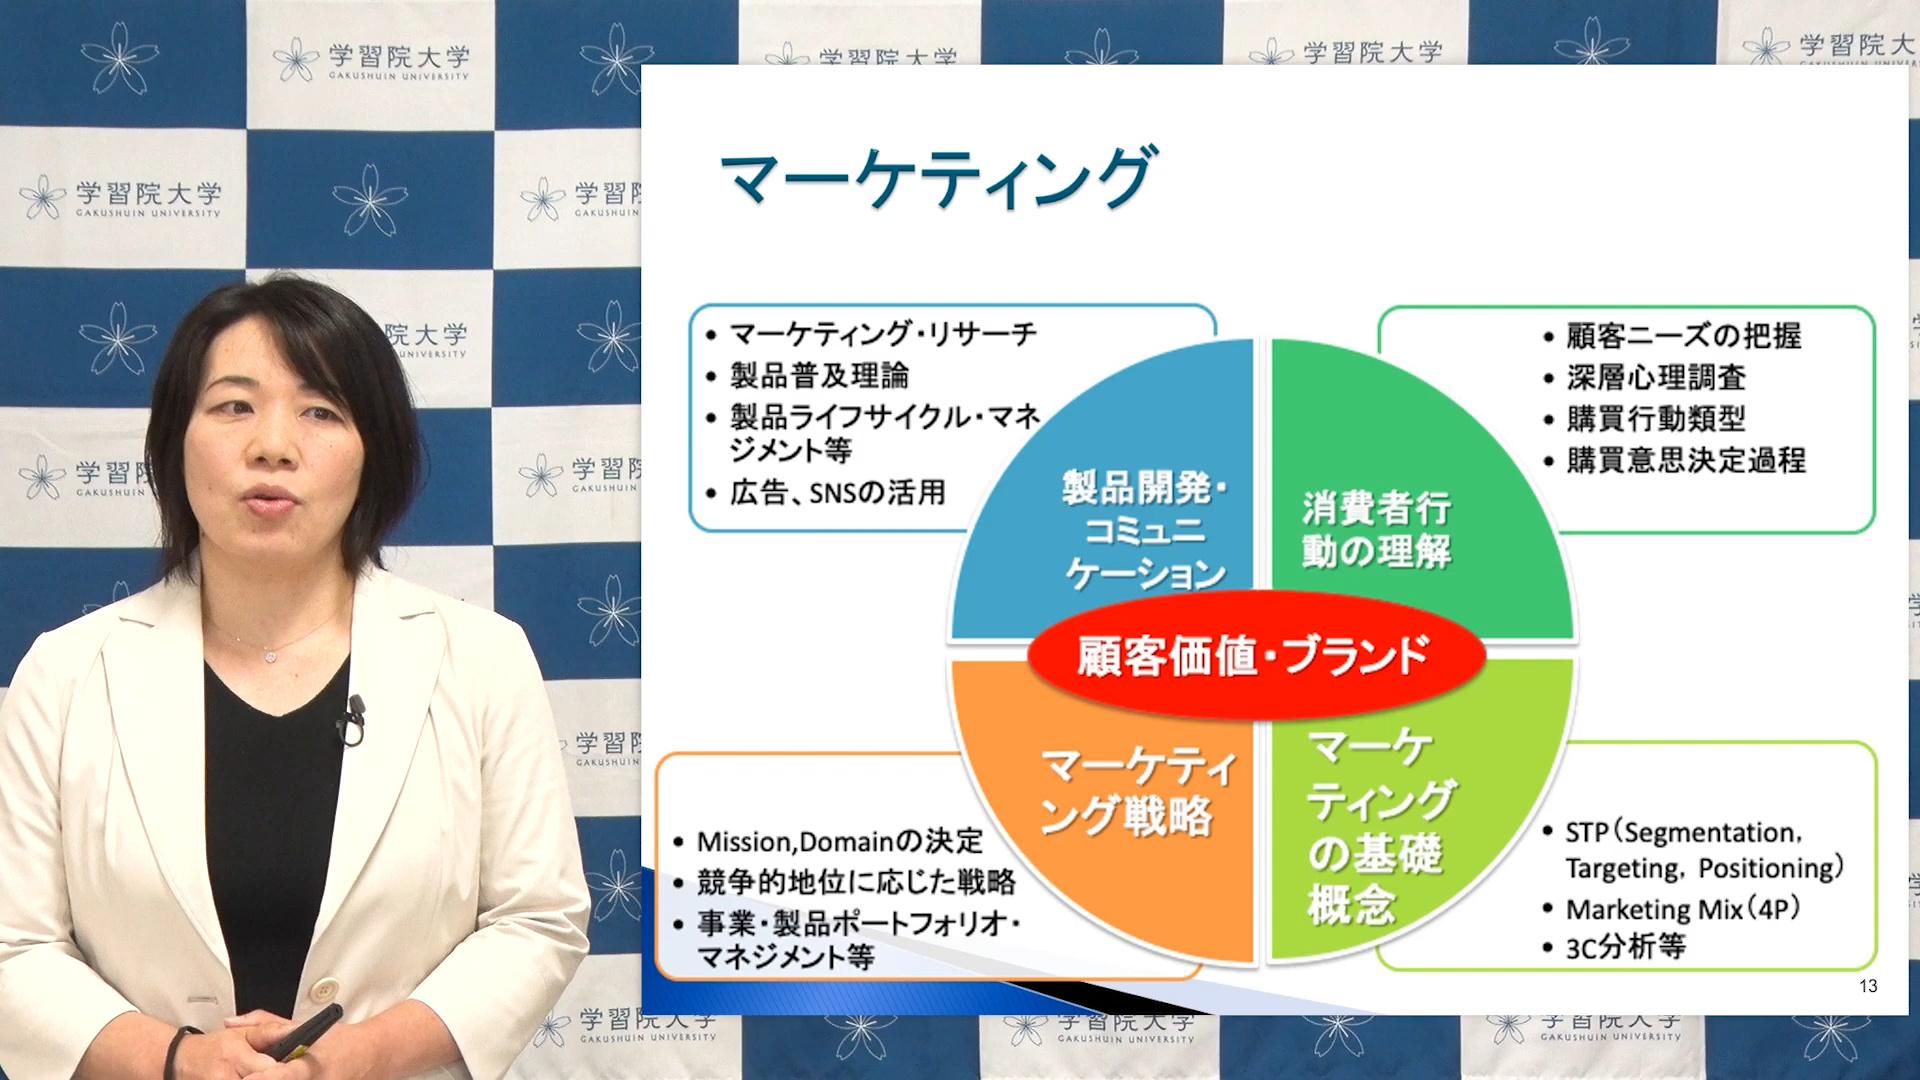 学習院大学
GAKUSHUIN UNIVERSITY
マーケティング
• マーケティング・リサーチ
• 製品普及理論
• 製品ライフサイクル・マネ
ジメント等
• 広告、SNSの活用
• 顧客ニーズの把握
• 深層心理調査
• 購買行動類型
• 購買意思決定過程
製品開発・
コミュニ
ケーション
消費者行
動の理解
顧客価値・ブランド
マーケティ
ング戦略
マーケ
ティング
の基礎
概念
• Mission,Domainの決定
• 競争的地位に応じた戦略
• 事業・製品ポートフォリオ・
マネジメント等
• STP（Segmentation,
Targeting, Positioning）
• Marketing Mix（4P）
• 3C分析等
13
学習院大学
GAKUSHUIN UNIVERSITY